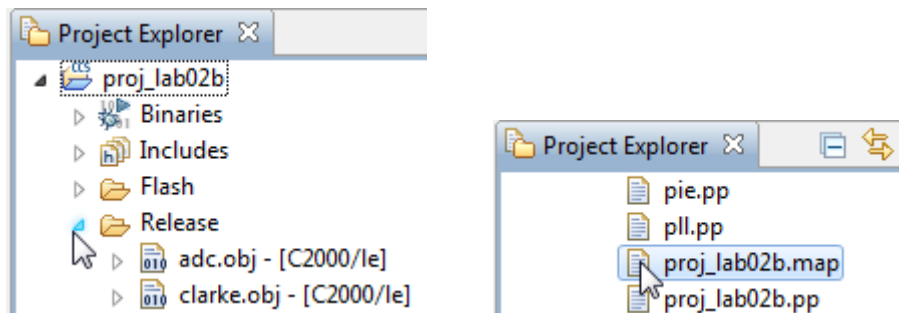 Project Explorer
proj_lab02b
Binaries
Includes
Flash
Release
adc.obj - [C2000/le]
clarke.obj - [C2000/le]
Project Explorer
pie.pp
pll.pp
proj_lab02b.map
proj_lab02b.pp